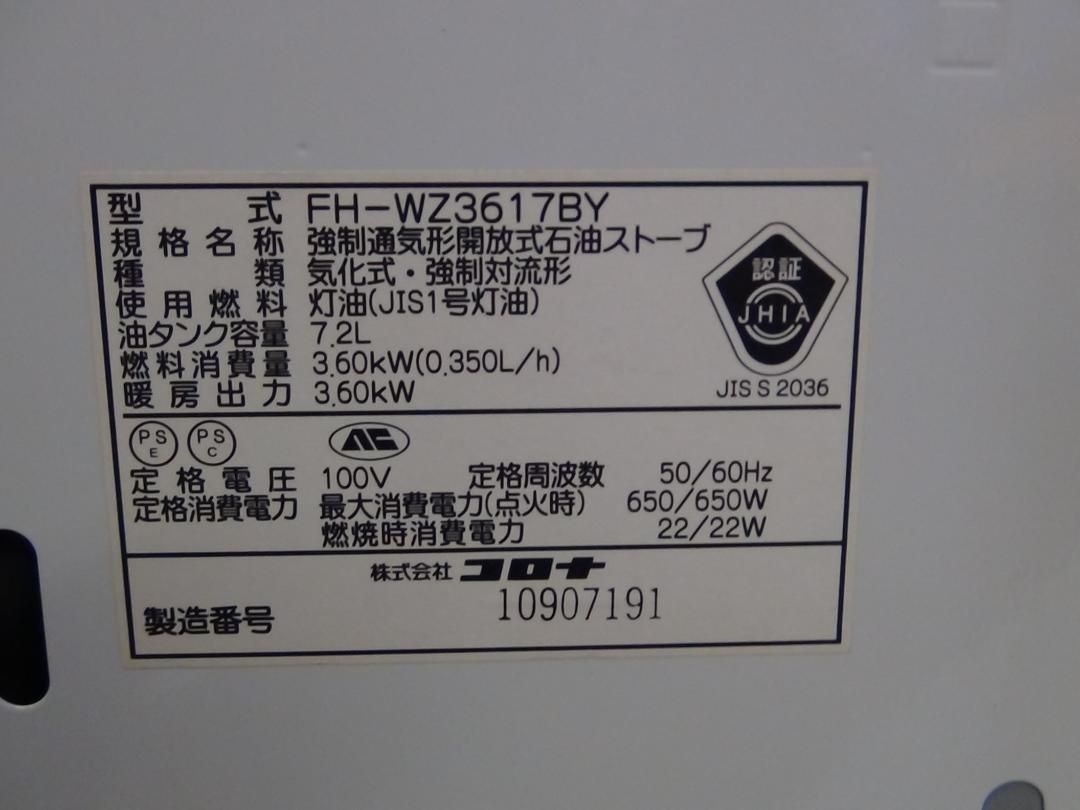 型式 FH-WZ3617BY
規格名称 強制通気形開放式石油ストーブ
種類 気化式・強制対流形
使用燃料 灯油(JIS1号灯油)
油タンク容量 7.2L
燃料消費量 3.60kW(0.350L/h)
暖房出力 3.60kW
認証
JHIA
JIS S 2036
PS E PS C
定格電圧 100V 定格周波数 50/60Hz
定格消費電力 最大消費電力(点火時) 650/650W
燃焼時消費電力 22/22W
株式会社 コロナ
製造番号 10907191